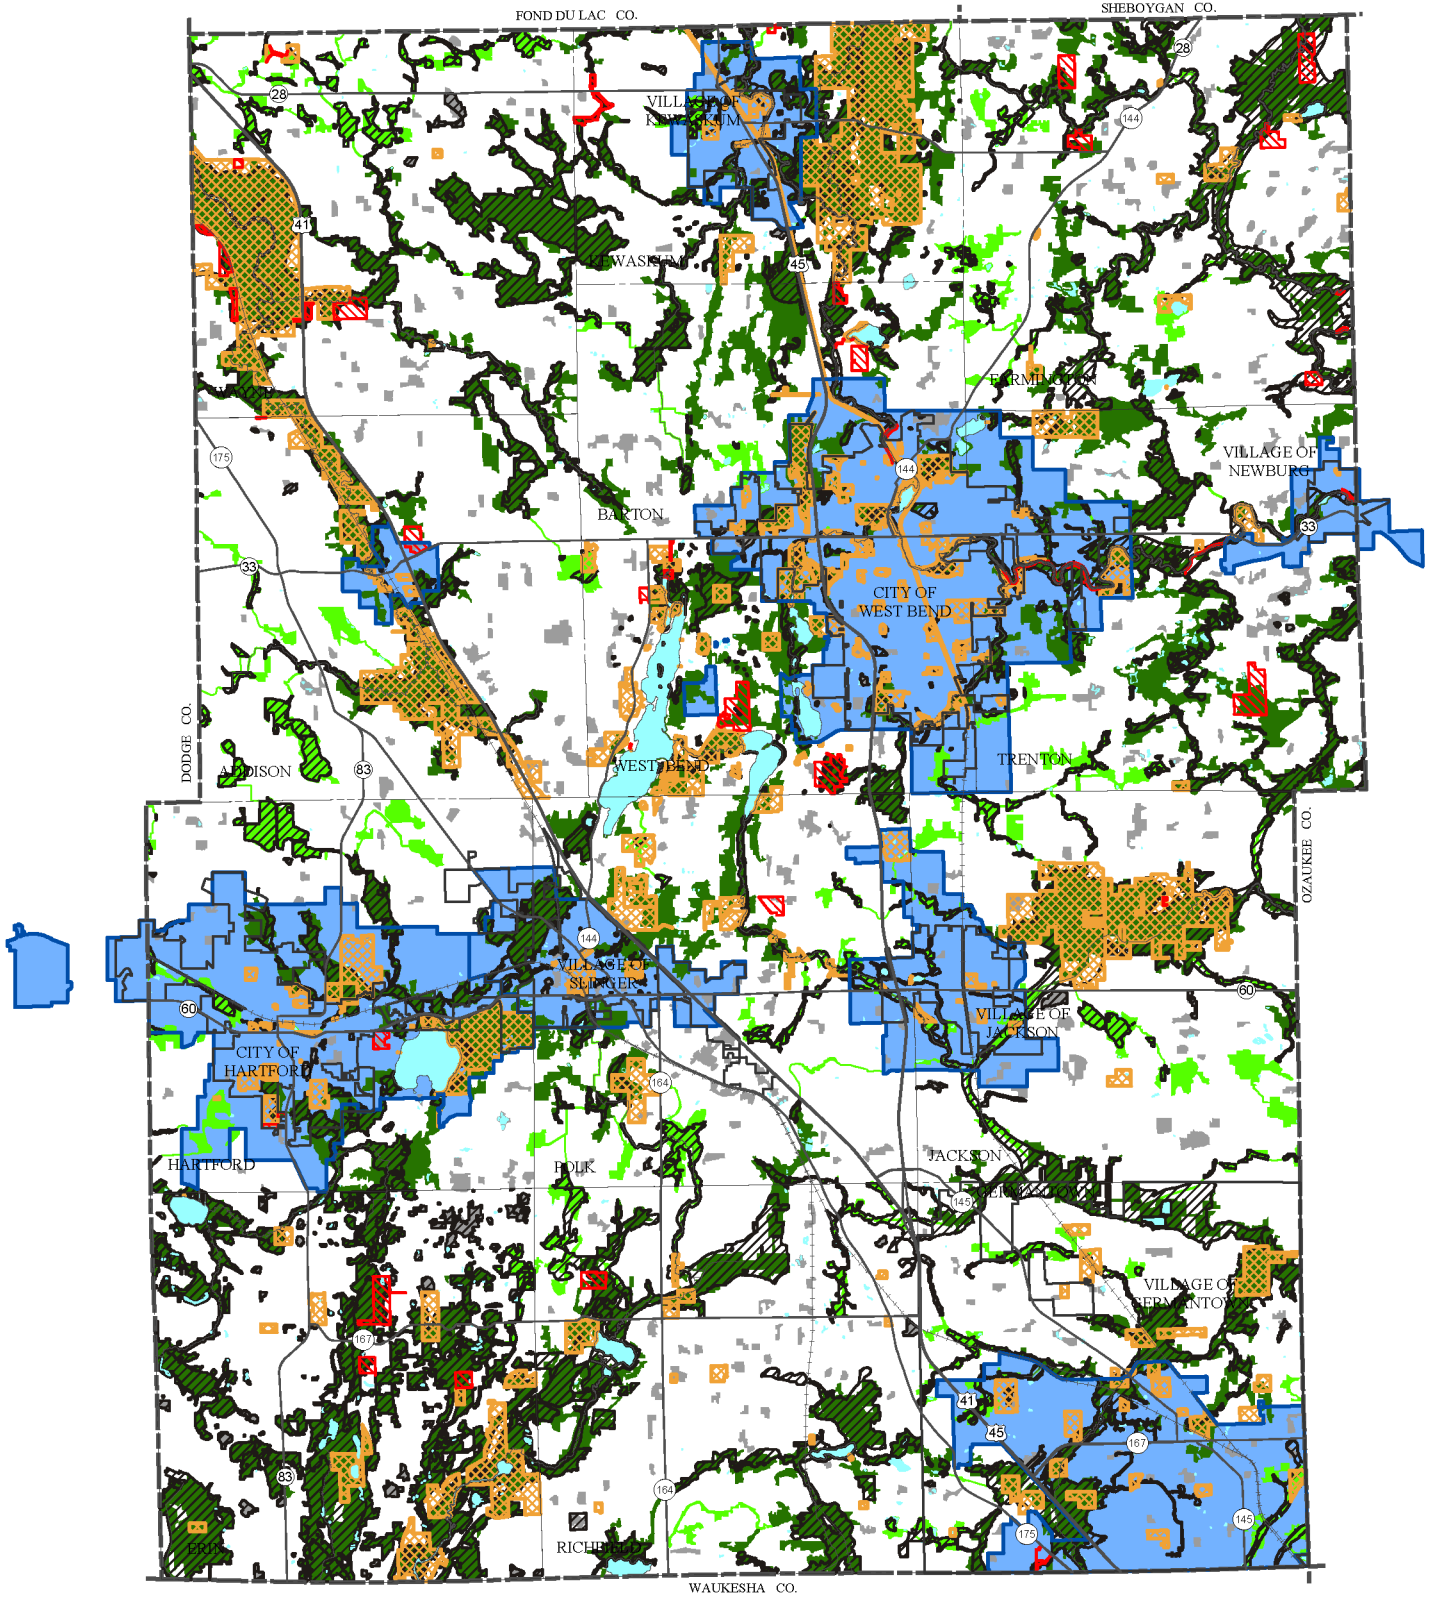 FOND DU LAC CO.
SHEBOYGAN CO.
28
28
VILLAGE OF
KEWASKUM
144
41
KEWASKUM
45
WAYNE
FARMINGTON
175
VILLAGE OF
NEWBURG
144
BARTON
33
33
CITY OF
WEST BEND
DODGE CO.
ADDISON
83
WEST BEND
TRENTON
OZAUKEE CO.
144
VILLAGE OF
SLINGER
60
60
VILLAGE OF
JACKSON
CITY OF
HARTFORD
164
HARTFORD
POLK
JACKSON
GERMANTOWN
145
VILLAGE OF
GERMANTOWN
167
41
45
167
83
164
175
145
ERIN
RICHFIELD
WAUKESHA CO.